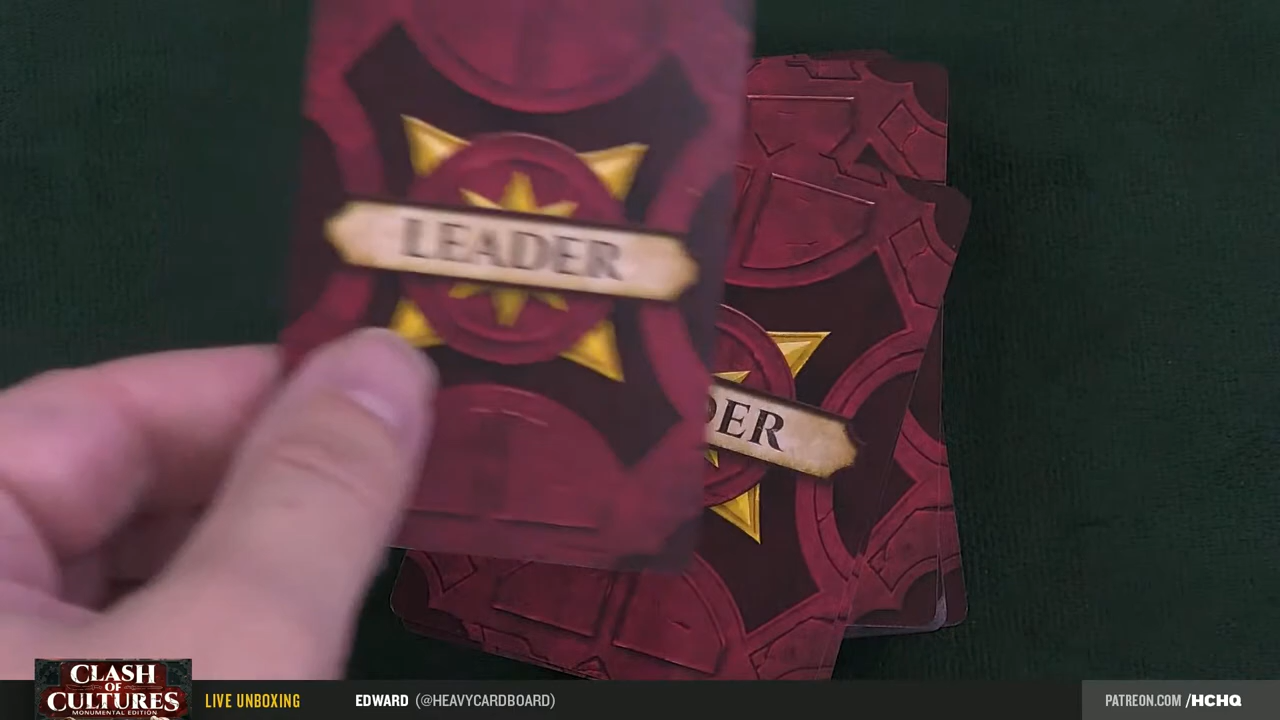 LEADER
DER
CLASH
OF
CULTURES
MONUMENTAL EDITION
LIVE UNBOXING
EDWARD (@HEAVYCARDBOARD)
PATREON.COM/HCHQ